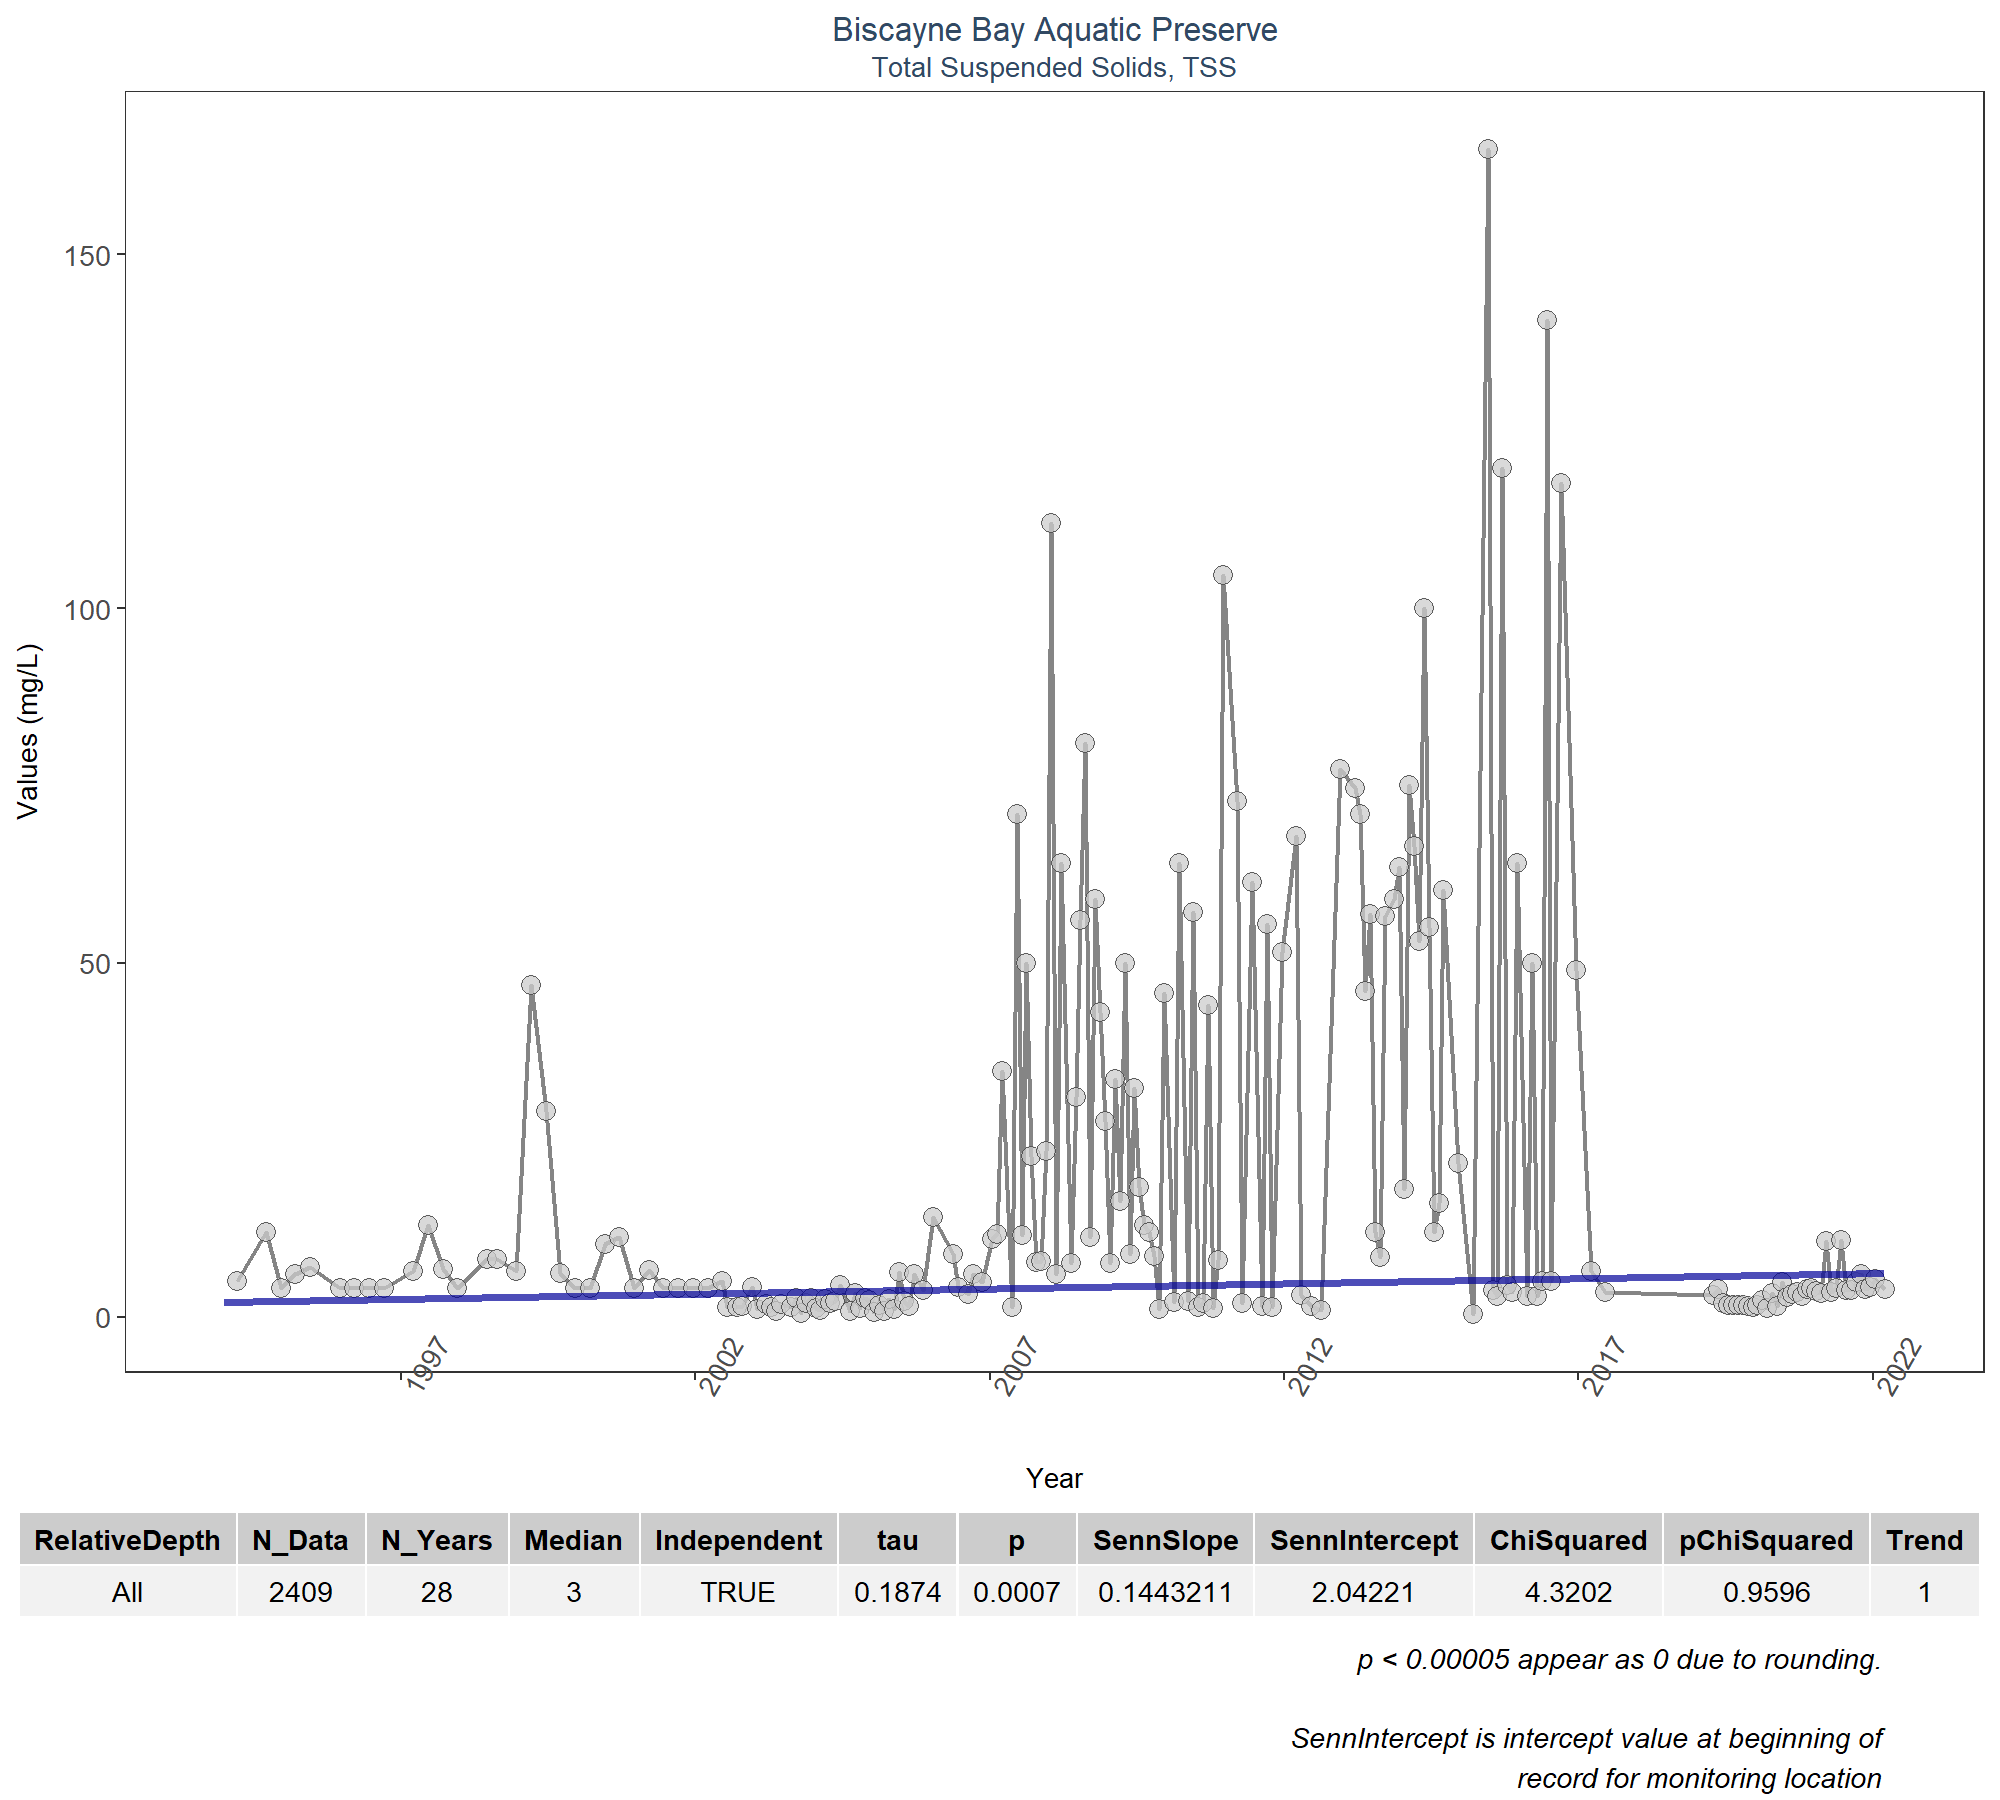 Biscayne Bay Aquatic Preserve
Total Suspended Solids, TSS
Values (mg/L)
150
100
50
0
1997 2002 2007 2012 2017 2022
Year
RelativeDepth N_Data N_Years Median Independent tau p SennSlope SennIntercept ChiSquared pChiSquared Trend
All 2409 28 3 TRUE 0.1874 0.0007 0.1443211 2.04221 4.3202 0.9596 1
p < 0.00005 appear as 0 due to rounding.
SennIntercept is intercept value at beginning of
record for monitoring location